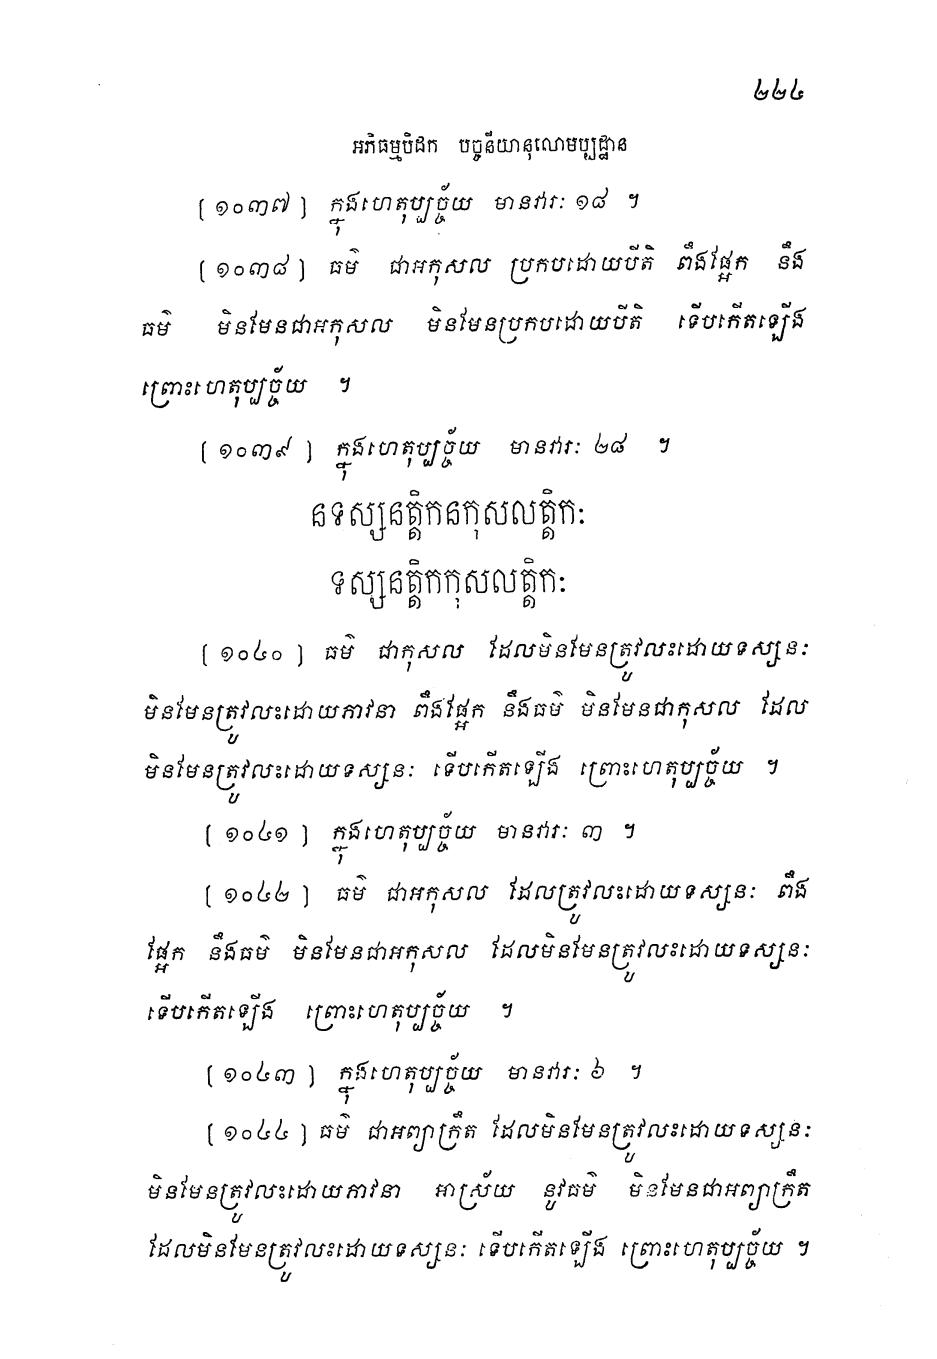 ២២៤
អភិធម្មបិដក បច្ចនីយានុលោមប្បដ្ឋាន
[ ១០៣៧ ] ក្នុងហេតុប្បច្ច័យ មានវារៈ ១៨ ។
[ ១០៣៨ ] ធម៌ ជាអកុសល ប្រកបដោយបីតិ ពឹងផ្អែក នឹង
ធម៌ មិនមែនជាអកុសល មិនមែនប្រកបដោយបីតិ ទើបកើតឡើង
ព្រោះហេតុប្បច្ច័យ ។
[ ១០៣៩ ] ក្នុងហេតុប្បច្ច័យ មានវារៈ ២៨ ។
នទស្សនត្តិកនកុសលត្តិកៈ
ទស្សនត្តិកកុសលត្តិកៈ
[ ១០៤០ ] ធម៌ ជាកុសល ដែលមិនមែនត្រូវលះដោយទស្សនៈ
មិនមែនត្រូវលះដោយភាវនា ពឹងផ្អែក នឹងធម៌ មិនមែនជាកុសល ដែល
មិនមែនត្រូវលះដោយទស្សនៈ ទើបកើតឡើង ព្រោះហេតុប្បច្ច័យ ។
[ ១០៤១ ] ក្នុងហេតុប្បច្ច័យ មានវារៈ ៣ ។
[ ១០៤២ ] ធម៌ ជាអកុសល ដែលត្រូវលះដោយទស្សនៈ ពឹង
ផ្អែក នឹងធម៌ មិនមែនជាអកុសល ដែលមិនមែនត្រូវលះដោយទស្សនៈ
ទើបកើតឡើង ព្រោះហេតុប្បច្ច័យ ។
[ ១០៤៣ ] ក្នុងហេតុប្បច្ច័យ មានវារៈ ៦ ។
[ ១០៤៤ ] ធម៌ ជាអព្យាក្រឹត ដែលមិនមែនត្រូវលះដោយទស្សនៈ
មិនមែនត្រូវលះដោយភាវនា អាស្រ័យ នូវធម៌ មិនមែនជាអព្យាក្រឹត
ដែលមិនមែនត្រូវលះដោយទស្សនៈ ទើបកើតឡើង ព្រោះហេតុប្បច្ច័យ ។